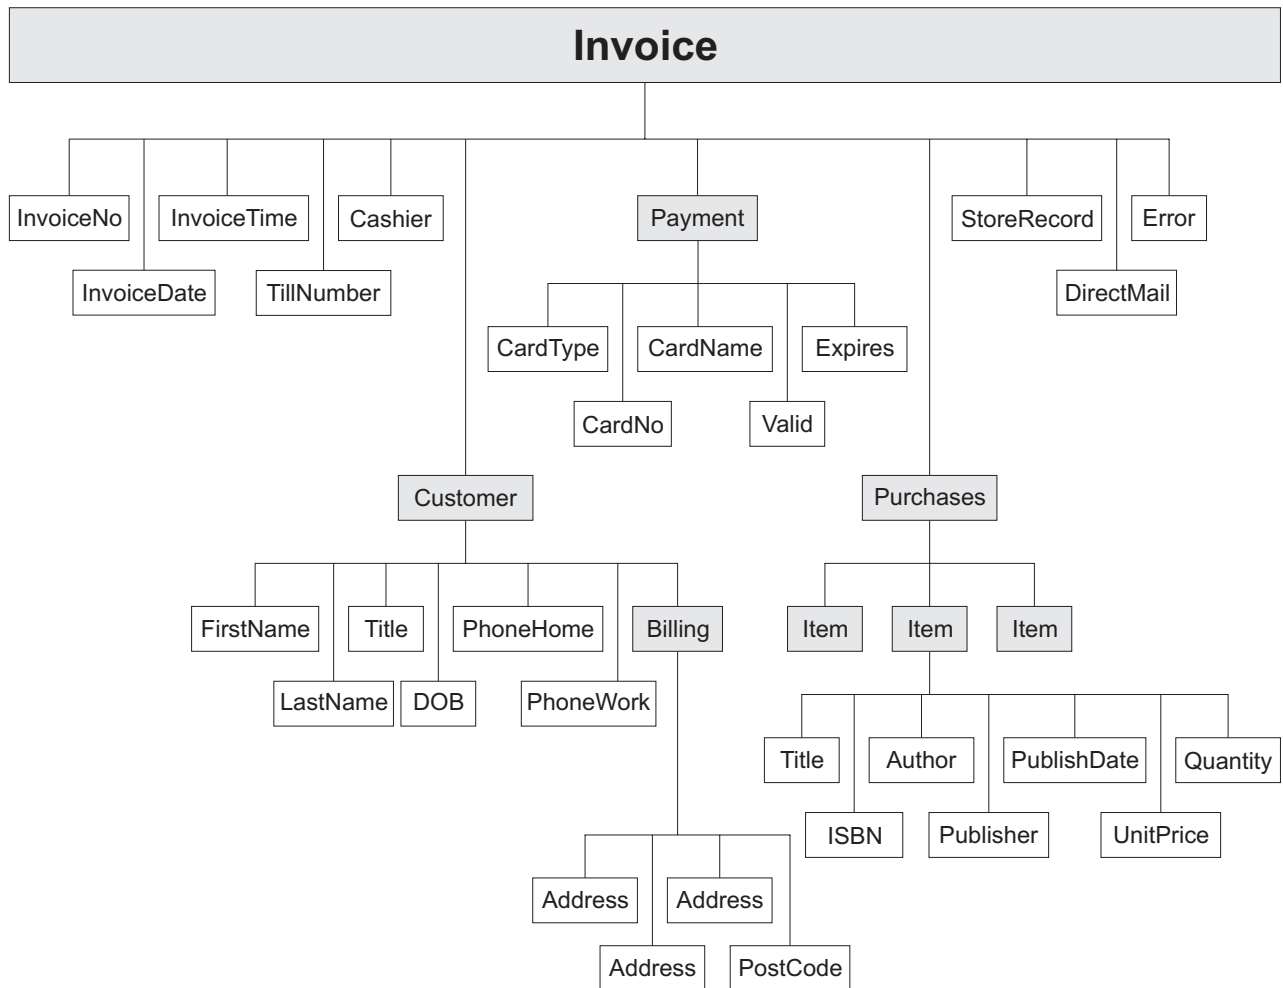 Invoice
InvoiceNo
InvoiceTime
Cashier
Payment
StoreRecord
Error
InvoiceDate
TillNumber
DirectMail
CardType
CardName
Expires
CardNo
Valid
Customer
Purchases
FirstName
Title
PhoneHome
Billing
Item
Item
Item
LastName
DOB
PhoneWork
Title
Author
PublishDate
Quantity
ISBN
Publisher
UnitPrice
Address
Address
Address
PostCode